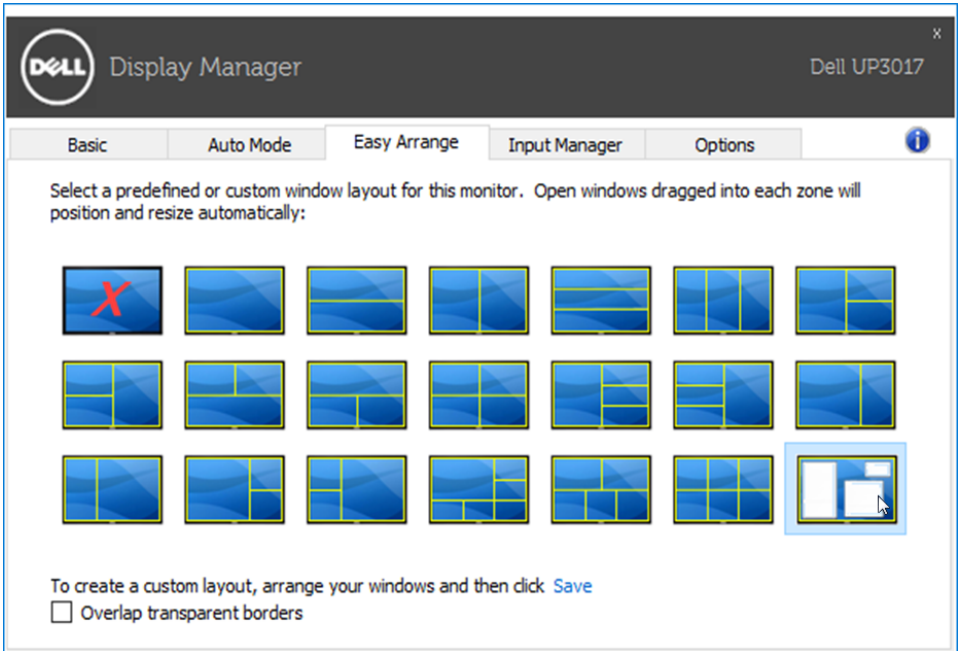 x
DELL Display Manager
Dell UP3017
Basic Auto Mode Easy Arrange Input Manager Options
Select a predefined or custom window layout for this monitor.  Open windows dragged into each zone will
position and resize automatically:
X
To create a custom layout, arrange your windows and then click Save
Overlap transparent borders